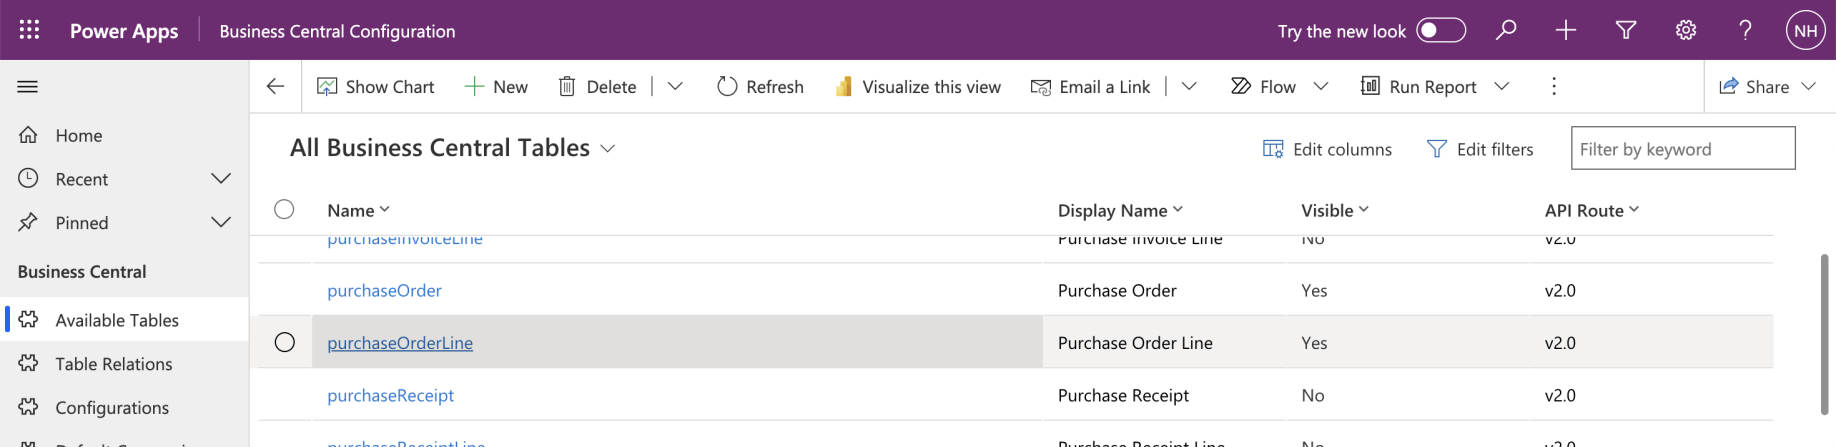 Power Apps Business Central Configuration Try the new look NH
Show Chart New Delete Refresh Visualize this view Email a Link Flow Run Report Share
Home
Recent
Pinned
Business Central
Available Tables
Table Relations
Configurations
All Business Central Tables Edit columns Edit filters Filter by keyword
Name Display Name Visible API Route
purchaseInvoiceLine Purchase Invoice Line No v2.0
purchaseOrder Purchase Order Yes v2.0
purchaseOrderLine Purchase Order Line Yes v2.0
purchaseReceipt Purchase Receipt No v2.0
purchaseReceiptLine Purchase Receipt Line No v2.0